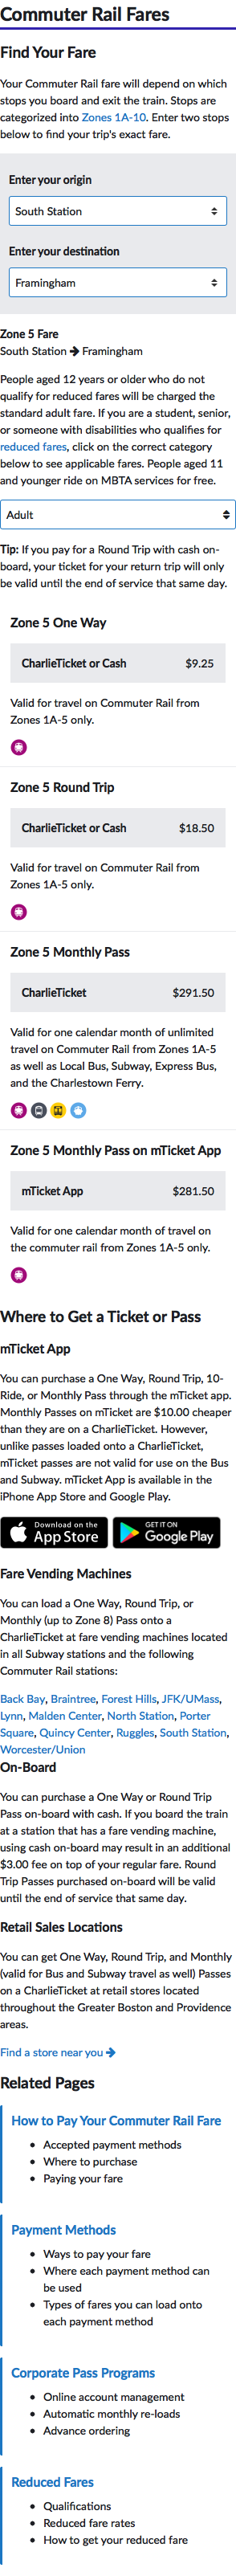 Commuter Rail Fares
Find Your Fare
Your Commuter Rail fare will depend on which
stops you board and exit the train. Stops are
categorized into Zones 1A-10. Enter two stops
below to find your trip's exact fare.
Enter your origin
South Station
Enter your destination
Framingham
Zone 5 Fare
South Station → Framingham
People aged 12 years or older who do not
qualify for reduced fares will be charged the
standard adult fare. If you are a student, senior,
or someone with disabilities who qualifies for
reduced fares, click on the correct category
below to see applicable fares. People aged 11
and younger ride on MBTA services for free.
Adult
Tip: If you pay for a Round Trip with cash on-
board, your ticket for your return trip will only
be valid until the end of service that same day.
Zone 5 One Way
CharlieTicket or Cash $9.25
Valid for travel on Commuter Rail from
Zones 1A-5 only.
Zone 5 Round Trip
CharlieTicket or Cash $18.50
Valid for travel on Commuter Rail from
Zones 1A-5 only.
Zone 5 Monthly Pass
CharlieTicket $291.50
Valid for one calendar month of unlimited
travel on Commuter Rail from Zones 1A-5
as well as Local Bus, Subway, Express Bus,
and the Charlestown Ferry.
Zone 5 Monthly Pass on mTicket App
mTicket App $281.50
Valid for one calendar month of travel on
the commuter rail from Zones 1A-5 only.
Where to Get a Ticket or Pass
mTicket App
You can purchase a One Way, Round Trip, 10-
Ride, or Monthly Pass through the mTicket app.
Monthly Passes on mTicket are $10.00 cheaper
than they are on a CharlieTicket. However,
unlike passes loaded onto a CharlieTicket,
mTicket passes are not valid for use on the Bus
and Subway. mTicket App is available in the
iPhone App Store and Google Play.
Download on the App Store GET IT ON Google Play
Fare Vending Machines
You can load a One Way, Round Trip, or
Monthly (up to Zone 8) Pass onto a
CharlieTicket at fare vending machines located
in all Subway stations and the following
Commuter Rail stations:
Back Bay, Braintree, Forest Hills, JFK/UMass,
Lynn, Malden Center, North Station, Porter
Square, Quincy Center, Ruggles, South Station,
Worcester/Union
On-Board
You can purchase a One Way or Round Trip
Pass on-board with cash. If you board the train
at a station that has a fare vending machine,
using cash on-board may result in an additional
$3.00 fee on top of your regular fare. Round
Trip Passes purchased on-board will be valid
until the end of service that same day.
Retail Sales Locations
You can get One Way, Round Trip, and Monthly
(valid for Bus and Subway travel as well) Passes
on a CharlieTicket at retail stores located
throughout the Greater Boston and Providence
areas.
Find a store near you →
Related Pages
How to Pay Your Commuter Rail Fare
• Accepted payment methods
• Where to purchase
• Paying your fare
Payment Methods
• Ways to pay your fare
• Where each payment method can
be used
• Types of fares you can load onto
each payment method
Corporate Pass Programs
• Online account management
• Automatic monthly re-loads
• Advance ordering
Reduced Fares
• Qualifications
• Reduced fare rates
• How to get your reduced fare